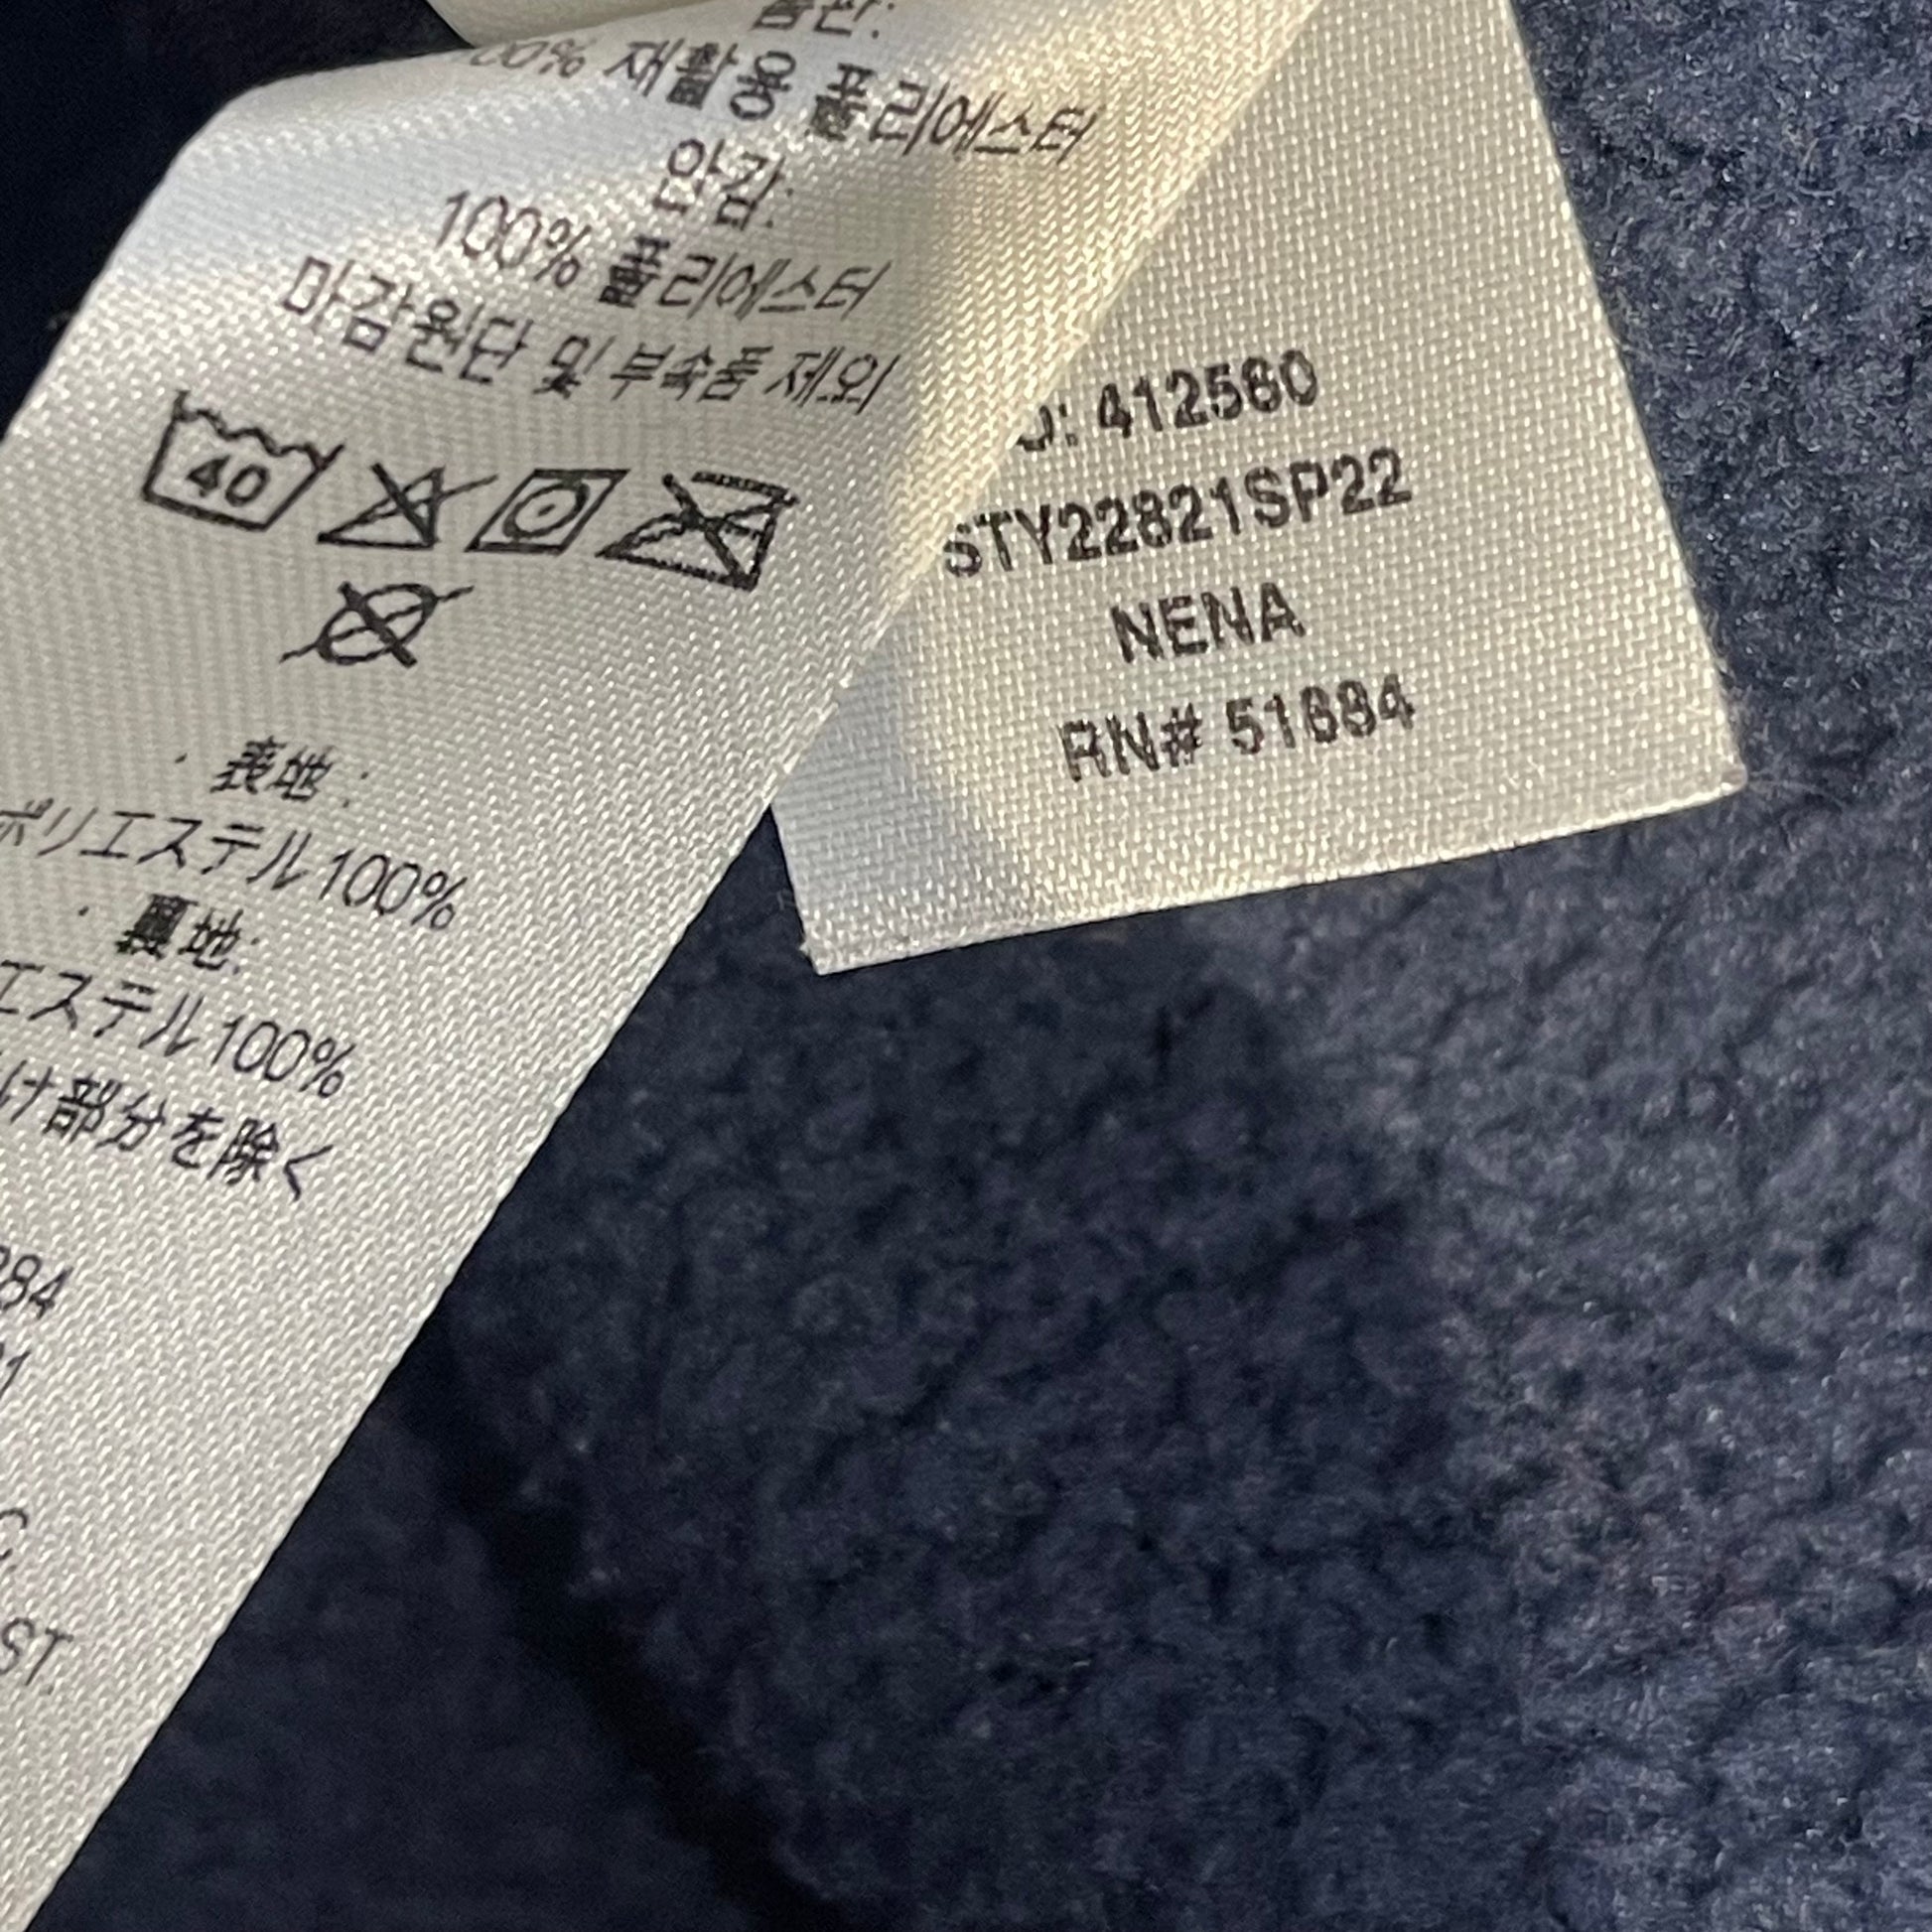 재활용 폴리에스터
안감:
100% 폴리에스터
마감원단 및 부속품 제외
40
表地:
ポリエステル100%
裏地:
エステル100%
け部分を除く
84
ST.
412560
STY22821SP22
NENA
RN# 51884